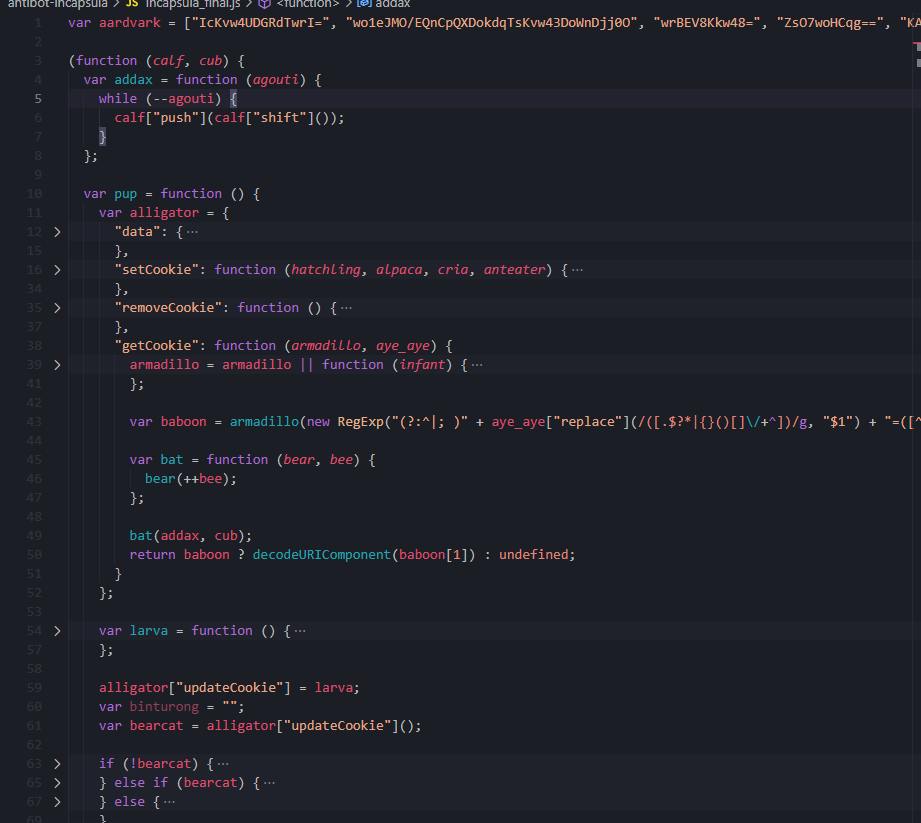 antibot-incapsula > JS incapsula_final.js > <function> > addax
1 var aardvark = ["IcKvw4UDGRdTwrI=", "wo1eJMO/EQnCpQXDokdqTsKvw43DoWnDjj0O", "wrBEV8Kkw48=", "ZsO7woHCqg==", "KA
2
3 (function (calf, cub) {
4 var addax = function (agouti) {
5 while (--agouti) {
6 calf["push"](calf["shift"]());
7 }
8 };
9
10 var pup = function () {
11 var alligator = {
12 "data": { ...
15 },
16 "setCookie": function (hatchling, alpaca, cria, anteater) { ...
34 },
35 "removeCookie": function () { ...
37 },
38 "getCookie": function (armadillo, aye_aye) {
39 armadillo = armadillo || function (infant) { ...
41 };
42
43 var baboon = armadillo(new RegExp("(?:^|; )" + aye_aye["replace"](/([.$?*|{}()[]\/+^])/g, "$1") + "=([^
44
45 var bat = function (bear, bee) {
46 bear(++bee);
47 };
48
49 bat(addax, cub);
50 return baboon ? decodeURIComponent(baboon[1]) : undefined;
51 }
52 };
53
54 var larva = function () { ...
57 };
58
59 alligator["updateCookie"] = larva;
60 var binturong = "";
61 var bearcat = alligator["updateCookie"]();
62
63 if (!bearcat) { ...
65 } else if (bearcat) { ...
67 } else { ...
69 }